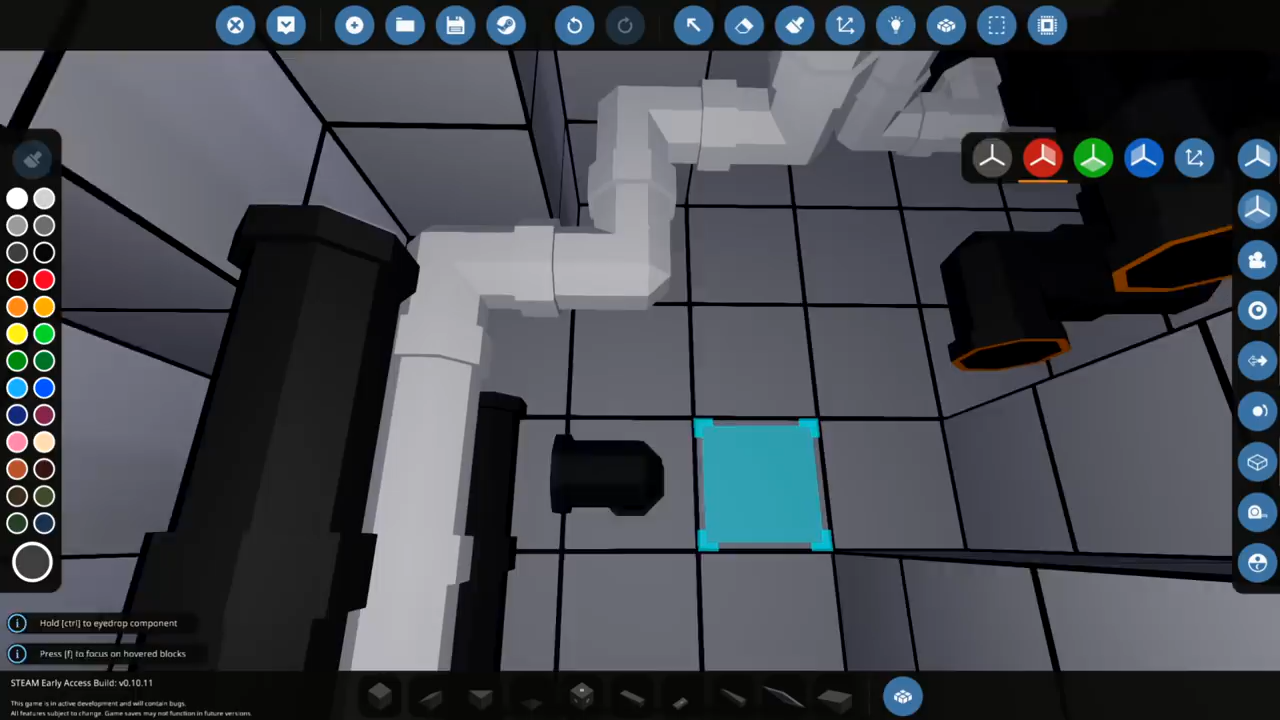 Hold [ctrl] to eyedrop component
Press [f] to focus on hovered blocks
STEAM Early Access Build: v0.10.11
This game is in active development and will contain bugs.
All features subject to change. Game saves may not function in future versions